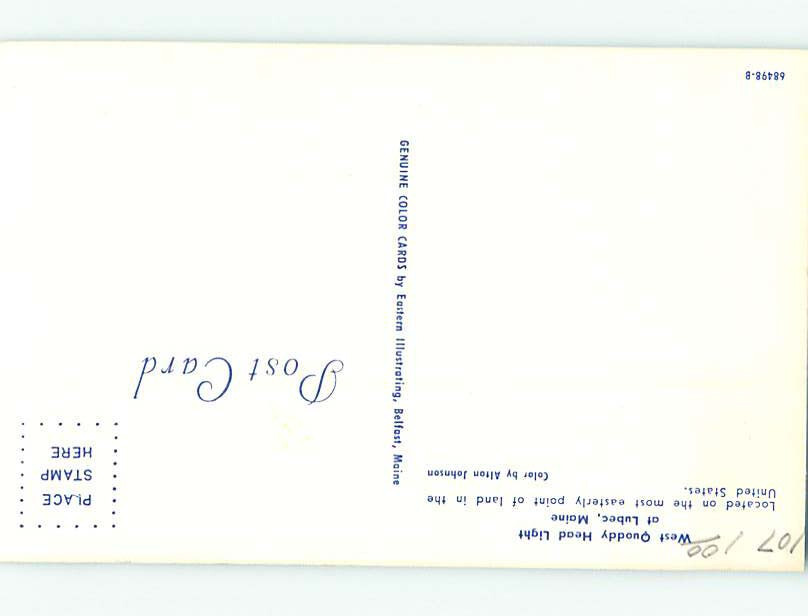 West Quoddy Head Light
at Lubec, Maine
Located on the most easterly point of land in the
United States.
Color by Alton Johnson
GENUINE COLOR CARDS by Eastern Illustrating, Belfast, Maine
Post Card
PLACE
STAMP
HERE
68498-B
107 100